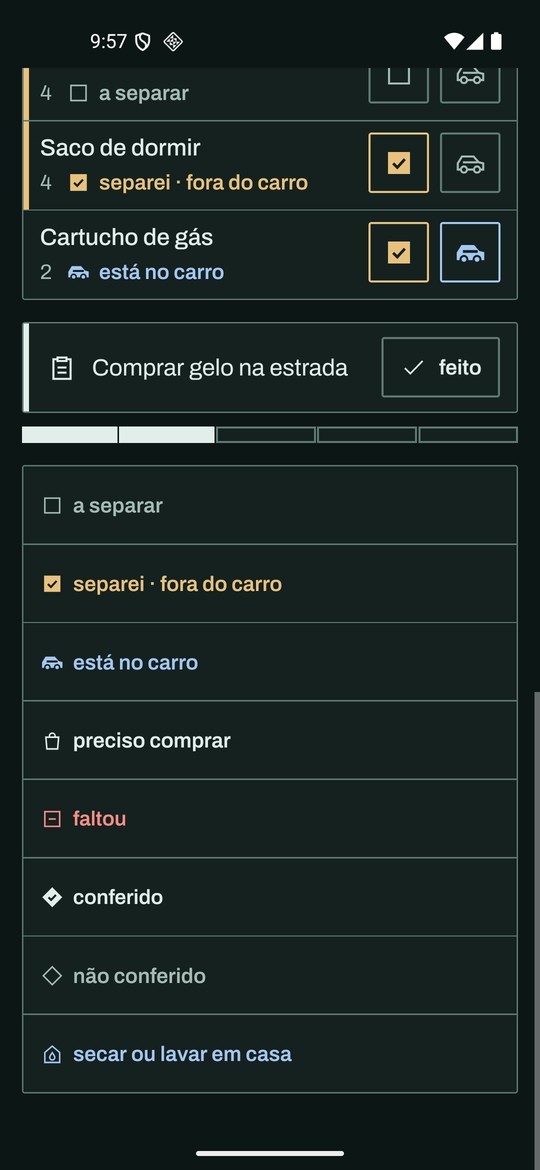 9:57
4 a separar
Saco de dormir
4 separei · fora do carro
Cartucho de gás
2 está no carro
Comprar gelo na estrada feito
a separar
separei · fora do carro
está no carro
preciso comprar
faltou
conferido
não conferido
secar ou lavar em casa